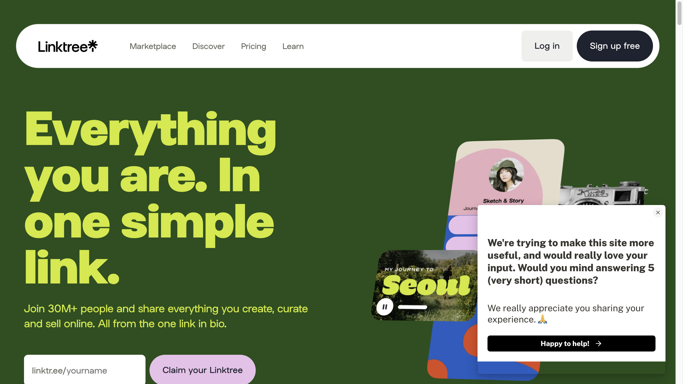 Linktree
Marketplace
Discover
Pricing
Learn
Log in
Sign up free
Everything
you are. In
one simple
link.
Join 30M+ people and share everything you create, curate
and sell online. All from the one link in bio.
linktr.ee/yourname
Claim your Linktree
Sketch & Story
MY JOURNEY TO
Seoul
We're trying to make this site more
useful, and would really love your
input. Would you mind answering 5
(very short) questions?
We really appreciate you sharing your
experience. 🙏
Happy to help! →